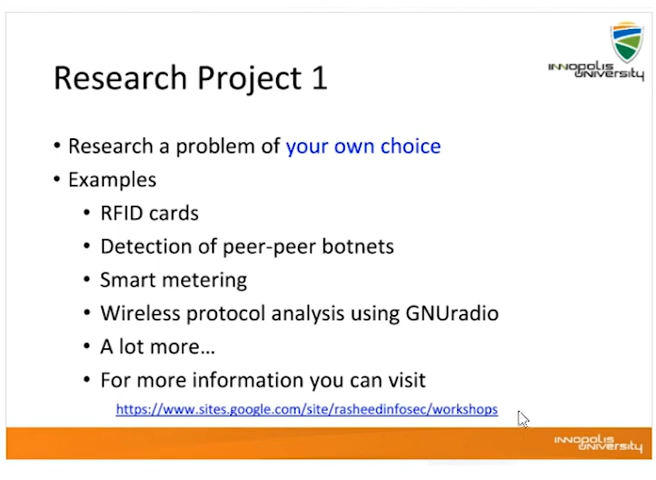 INNOPOLIS
UNIVERSITY
Research Project 1
• Research a problem of your own choice
• Examples
• RFID cards
• Detection of peer-peer botnets
• Smart metering
• Wireless protocol analysis using GNUradio
• A lot more...
• For more information you can visit
https://www.sites.google.com/site/rasheedinfosec/workshops
INNOPOLIS
UNIVERSITY